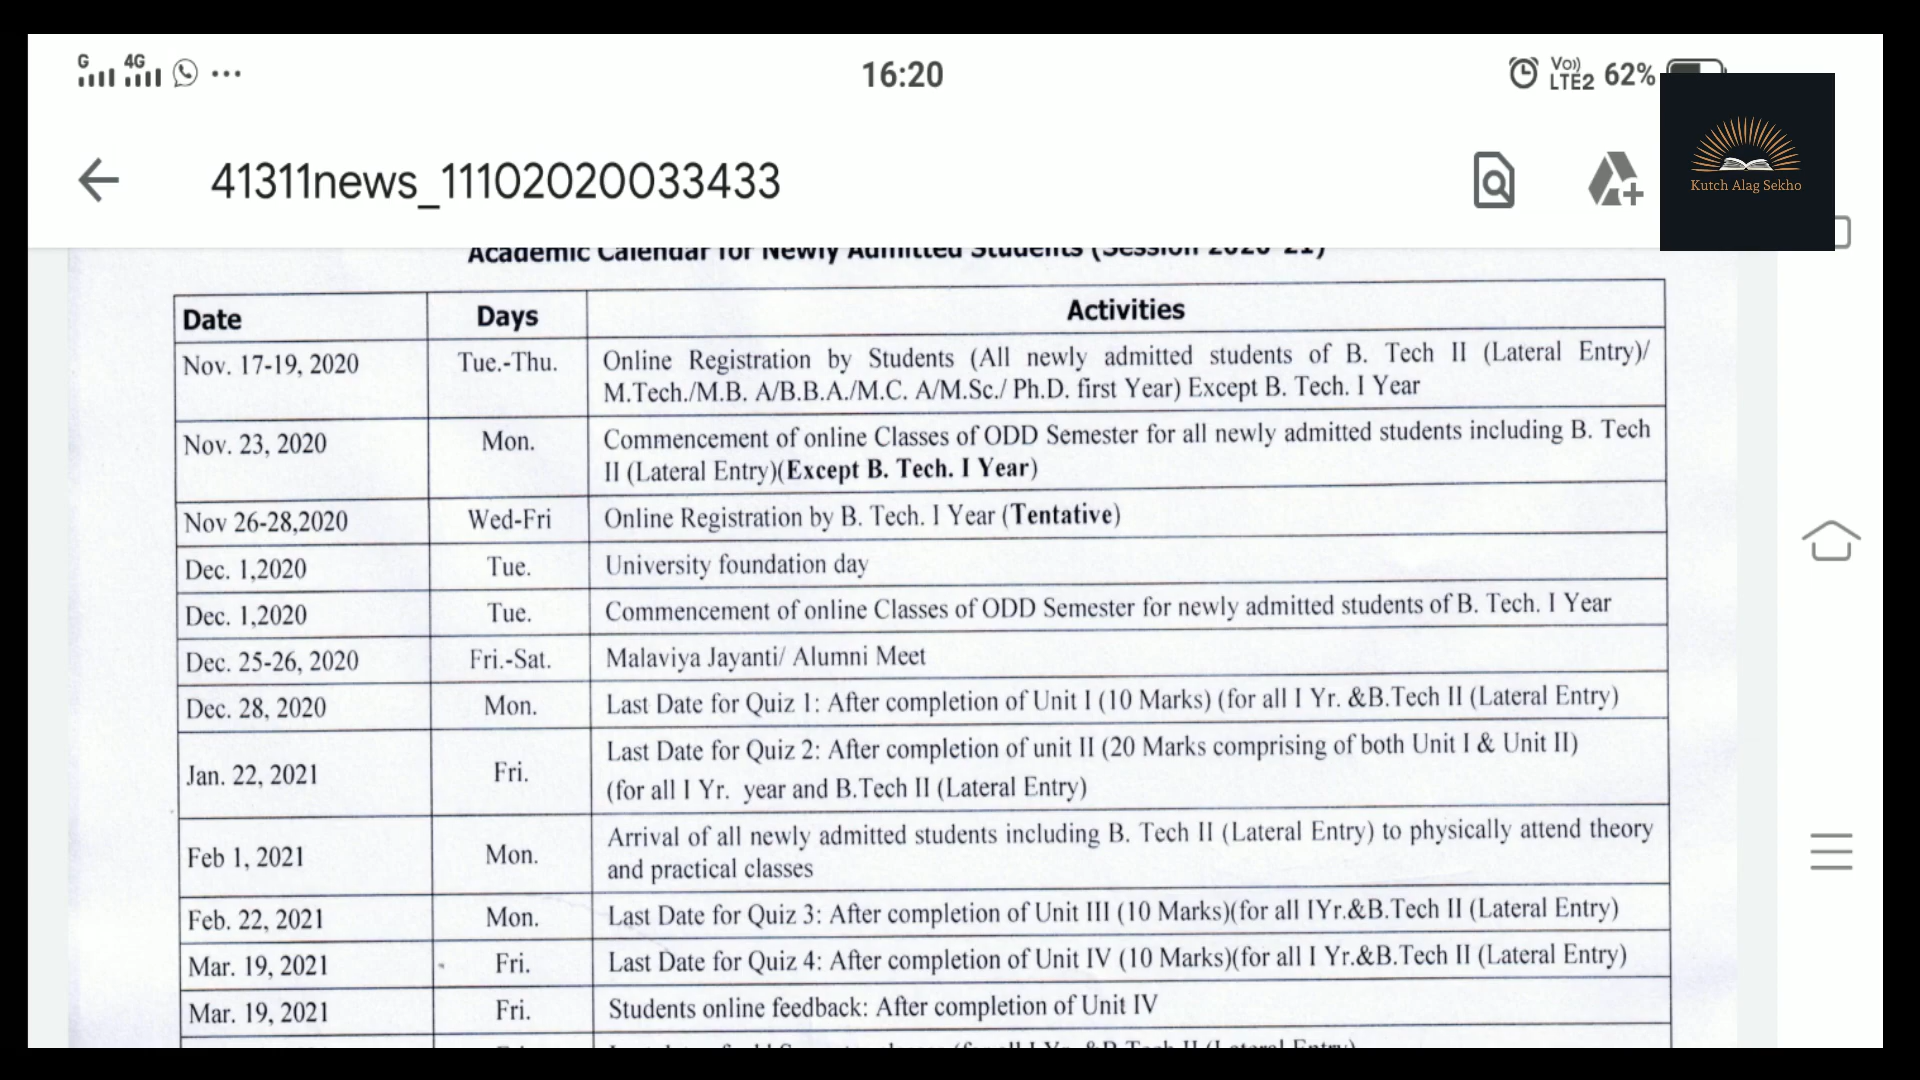 G 4G
16:20
Vo)) LTE2 62%
41311news_11102020033433
Kutch Alag Sekho
Academic Calendar for Newly Admitted Students (Session 2020-21)
Date Days Activities
Nov. 17-19, 2020 Tue.-Thu. Online Registration by Students (All newly admitted students of B. Tech II (Lateral Entry)/
M.Tech./M.B. A/B.B.A./M.C. A/M.Sc./ Ph.D. first Year) Except B. Tech. I Year
Nov. 23, 2020 Mon. Commencement of online Classes of ODD Semester for all newly admitted students including B. Tech
II (Lateral Entry)(Except B. Tech. I Year)
Nov 26-28,2020 Wed-Fri Online Registration by B. Tech. I Year (Tentative)
Dec. 1,2020 Tue. University foundation day
Dec. 1,2020 Tue. Commencement of online Classes of ODD Semester for newly admitted students of B. Tech. I Year
Dec. 25-26, 2020 Fri.-Sat. Malaviya Jayanti/ Alumni Meet
Dec. 28, 2020 Mon. Last Date for Quiz 1: After completion of Unit I (10 Marks) (for all I Yr. &B.Tech II (Lateral Entry)
Jan. 22, 2021 Fri. Last Date for Quiz 2: After completion of unit II (20 Marks comprising of both Unit I & Unit II)
(for all I Yr. year and B.Tech II (Lateral Entry)
Feb 1, 2021 Mon. Arrival of all newly admitted students including B. Tech II (Lateral Entry) to physically attend theory
and practical classes
Feb. 22, 2021 Mon. Last Date for Quiz 3: After completion of Unit III (10 Marks)(for all IYr.&B.Tech II (Lateral Entry)
Mar. 19, 2021 Fri. Last Date for Quiz 4: After completion of Unit IV (10 Marks)(for all I Yr.&B.Tech II (Lateral Entry)
Mar. 19, 2021 Fri. Students online feedback: After completion of Unit IV